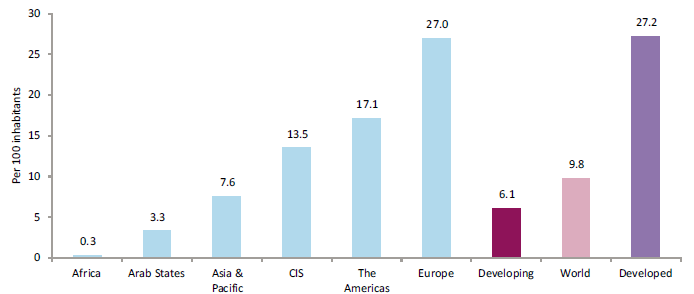 30
25
20
15
10
5
0
Per 100 inhabitants
0.3
3.3
7.6
13.5
17.1
27.0
6.1
9.8
27.2
Africa
Arab States
Asia &
Pacific
CIS
The
Americas
Europe
Developing
World
Developed